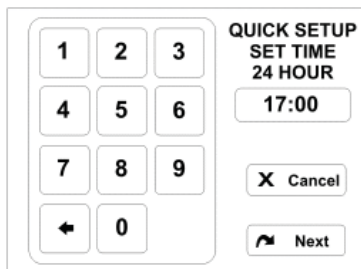 1 2 3
4 5 6
7 8 9
0
QUICK SETUP
SET TIME
24 HOUR
17:00
X Cancel
Next